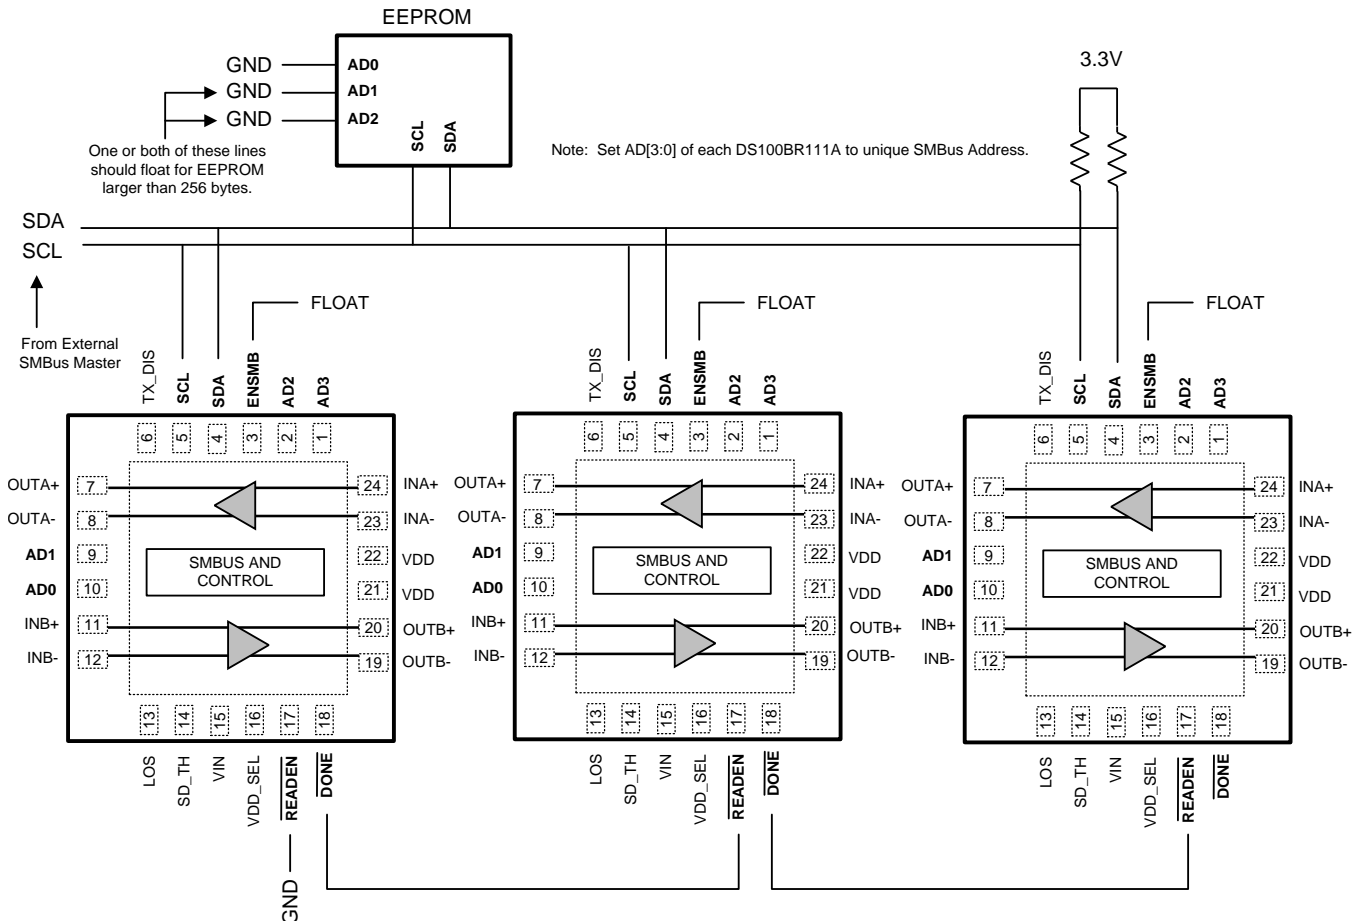 EEPROM
GND AD0
GND AD1
GND AD2
SCL SDA
One or both of these lines
should float for EEPROM
larger than 256 bytes.
Note: Set AD[3:0] of each DS100BR111A to unique SMBus Address.
3.3V
SDA
SCL
From External
SMBus Master
FLOAT
FLOAT
FLOAT
TX_DIS SCL SDA ENSMB AD2 AD3
6 5 4 3 2 1
OUTA+ 7 24 INA+
OUTA- 8 23 INA-
AD1 9 22 VDD
AD0 10 21 VDD
SMBUS AND
CONTROL
INB+ 11 20 OUTB+
INB- 12 19 OUTB-
13 14 15 16 17 18
LOS SD_TH VIN VDD_SEL READEN DONE
GND
TX_DIS SCL SDA ENSMB AD2 AD3
6 5 4 3 2 1
OUTA+ 7 24 INA+
OUTA- 8 23 INA-
AD1 9 22 VDD
AD0 10 21 VDD
SMBUS AND
CONTROL
INB+ 11 20 OUTB+
INB- 12 19 OUTB-
13 14 15 16 17 18
LOS SD_TH VIN VDD_SEL READEN DONE
TX_DIS SCL SDA ENSMB AD2 AD3
6 5 4 3 2 1
OUTA+ 7 24 INA+
OUTA- 8 23 INA-
AD1 9 22 VDD
AD0 10 21 VDD
SMBUS AND
CONTROL
INB+ 11 20 OUTB+
INB- 12 19 OUTB-
13 14 15 16 17 18
LOS SD_TH VIN VDD_SEL READEN DONE